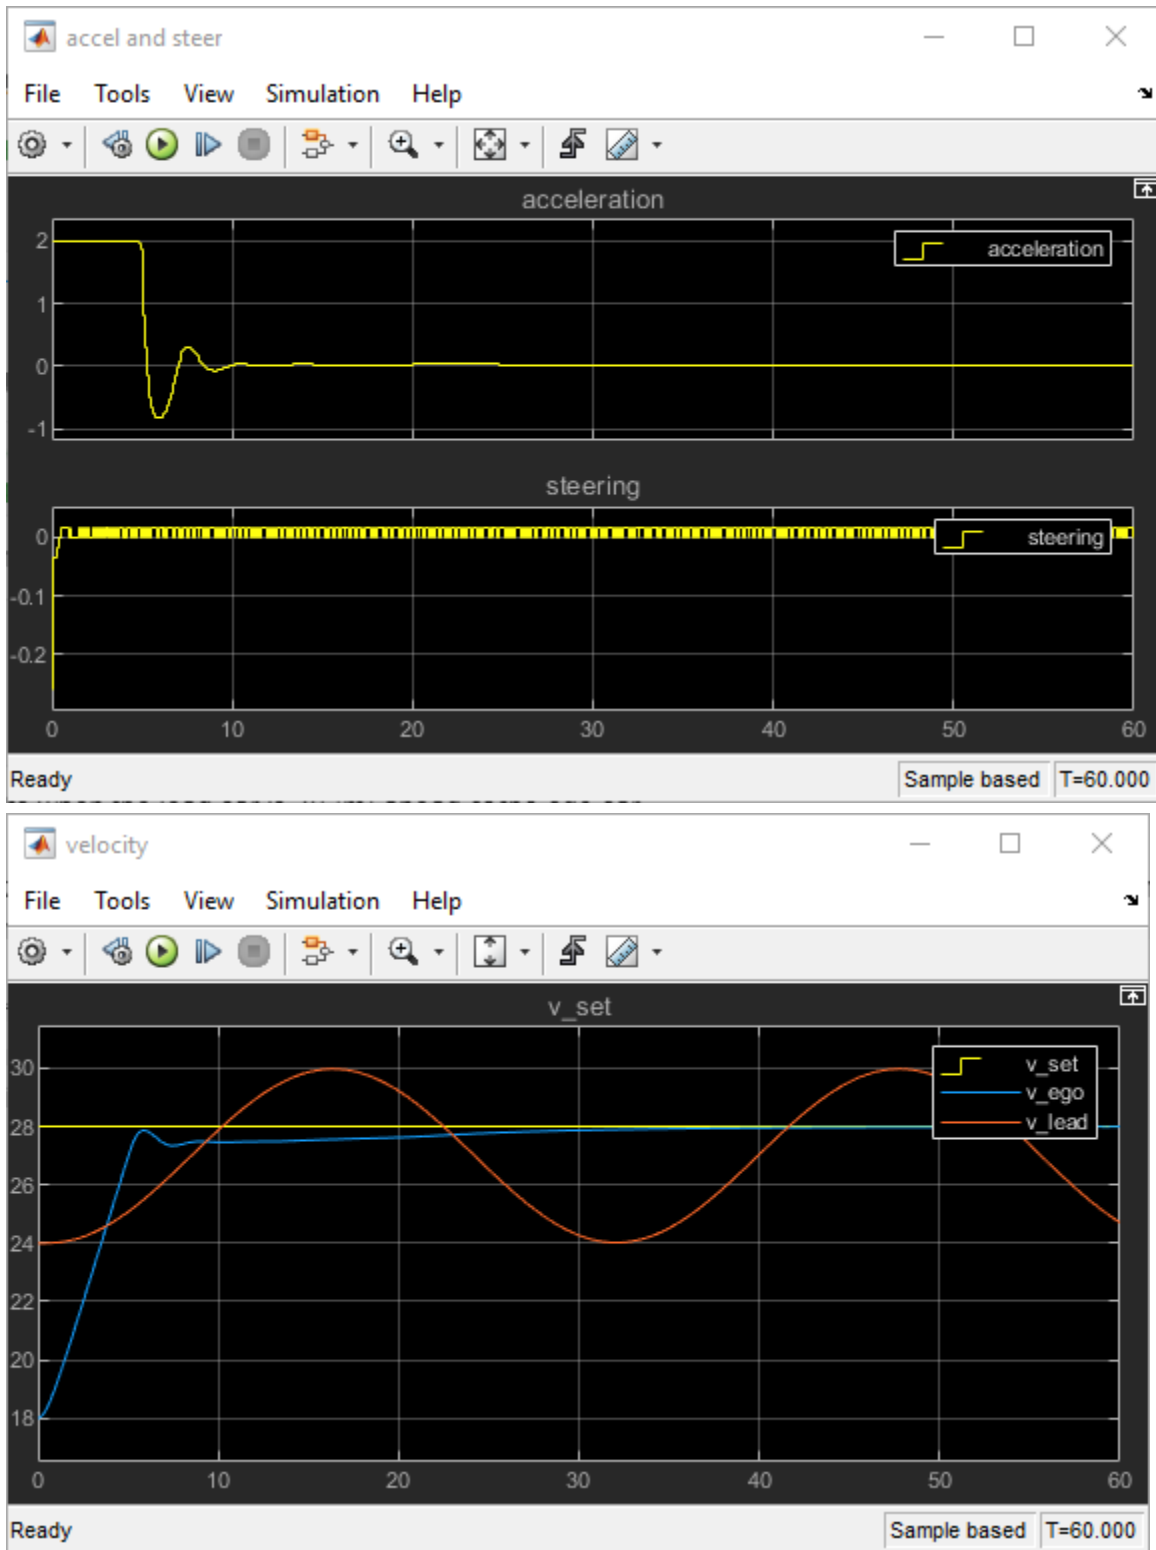 accel and steer
File Tools View Simulation Help
acceleration
2
1
0
-1
acceleration
steering
0
-0.1
-0.2
steering
0 10 20 30 40 50 60
Ready Sample based T=60.000
velocity
File Tools View Simulation Help
v_set
30
28
26
24
22
20
18
v_set
v_ego
v_lead
0 10 20 30 40 50 60
Ready Sample based T=60.000